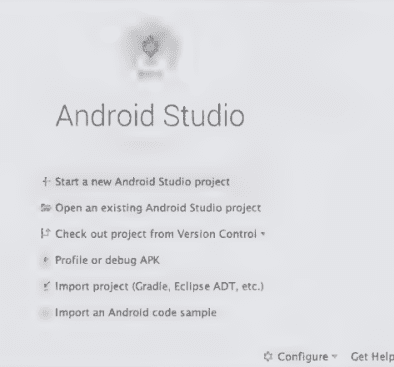 Android Studio
Start a new Android Studio project
Open an existing Android Studio project
Check out project from Version Control
Profile or debug APK
Import project (Gradle, Eclipse ADT, etc.)
Import an Android code sample
Configure Get Help